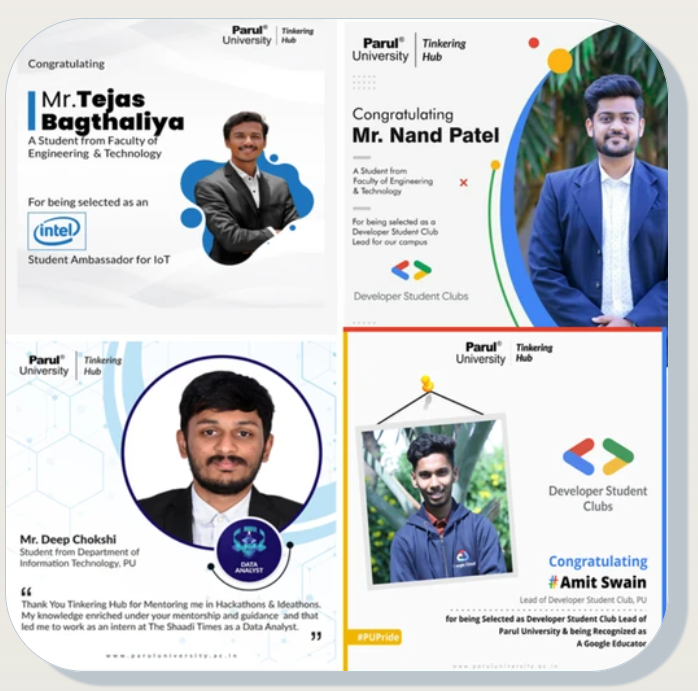 Parul®
University
Tinkering
Hub
Congratulating
Mr.Tejas
Bagthaliya
A Student from Faculty of
Engineering & Technology
For being selected as an
intel
Student Ambassador for IoT
Parul®
University
Tinkering
Hub
Congratulating
Mr. Nand Patel
A Student from
Faculty of Engineering
& Technology
For being selected as a
Developer Student Club
Lead for our campus
Developer Student Clubs
Parul®
University
Tinkering
Hub
DATA
ANALYST
Mr. Deep Chokshi
Student from Department of
Information Technology, PU
“
Thank You Tinkering Hub for Mentoring me in Hackathons & Ideathons.
My knowledge enriched under your mentorship and guidance and that
led me to work as an intern at The Shaadi Times as a Data Analyst.
”
www.paruluniversity.ac.in
Parul®
University
Tinkering
Hub
Developer Student
Clubs
Google Cloud
Congratulating
#Amit Swain
Lead of Developer Student Club, PU
for being Selected as Developer Student Club Lead of
Parul University & being Recognized as
A Google Educator
#PUPride
www.paruluniversity.ac.in